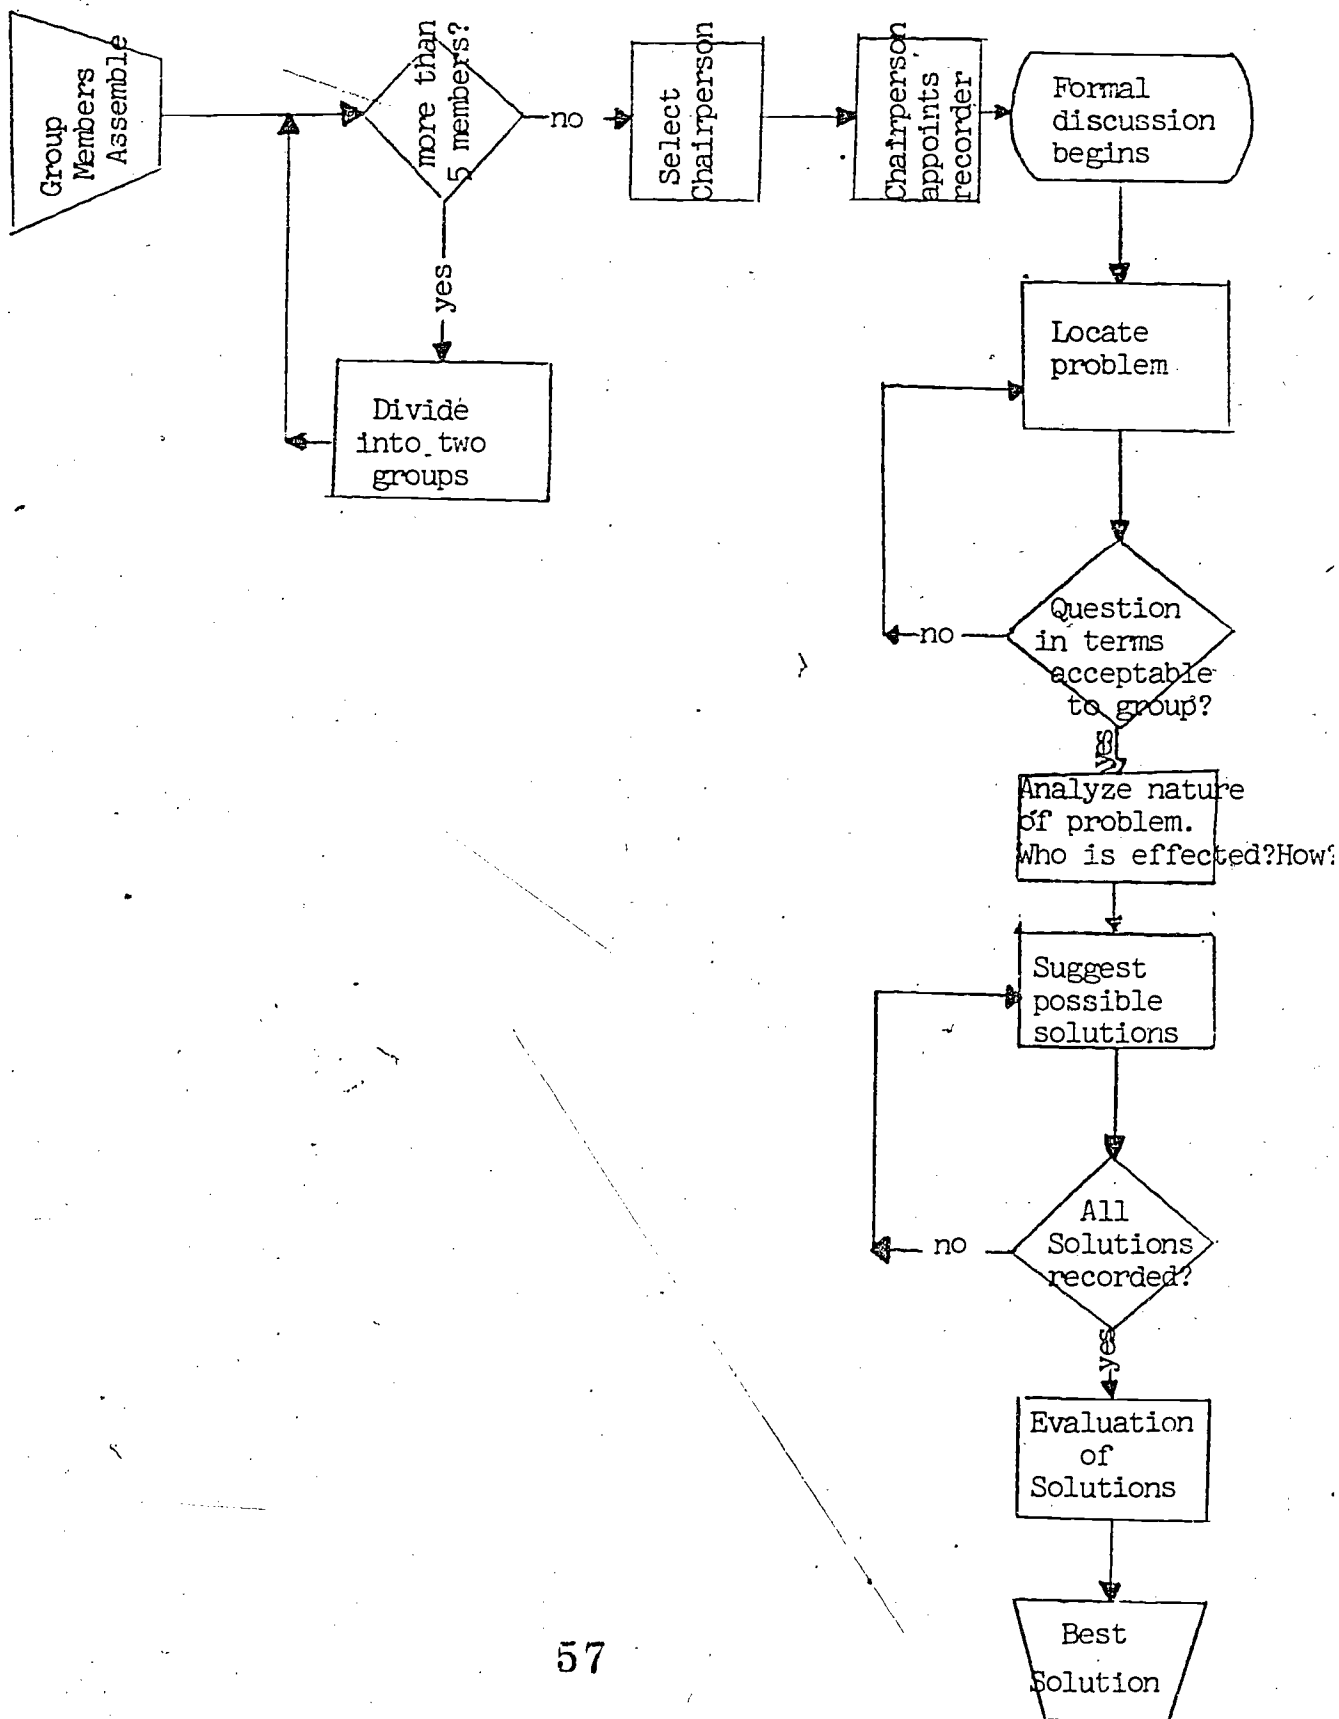 Group
Members
Assemble
more than
5 members?
no
yes
Divide
into two
groups
Select
Chairperson
Chairperson
appoints
recorder
Formal
discussion
begins
Locate
problem
Question
in terms
acceptable
to group?
no
yes
Analyze nature
of problem.
Who is effected?How?
Suggest
possible
solutions
All
Solutions
recorded?
no
yes
Evaluation
of
Solutions
Best
Solution
57